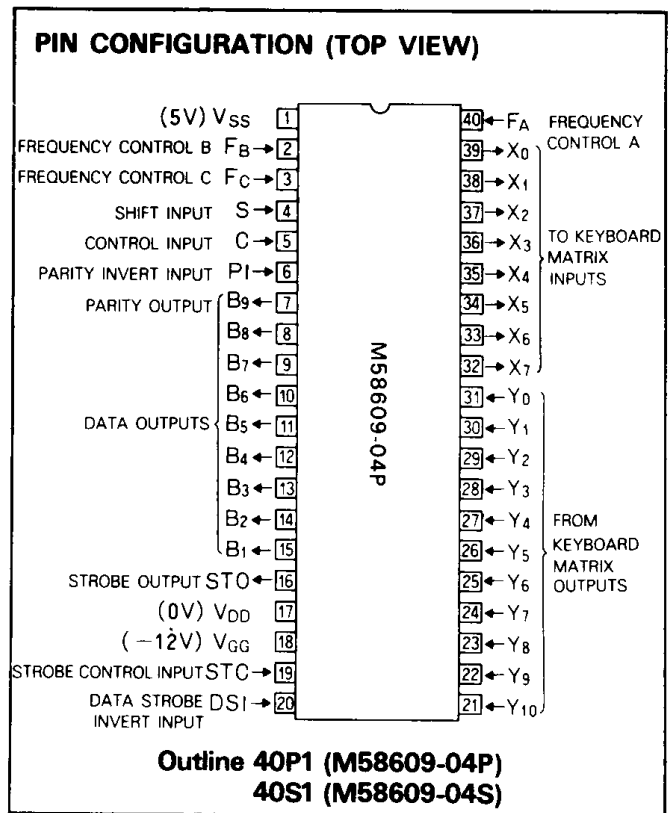 PIN CONFIGURATION (TOP VIEW)
(5V) VSS 1
FREQUENCY CONTROL B FB→ 2
FREQUENCY CONTROL C FC→ 3
SHIFT INPUT S→ 4
CONTROL INPUT C→ 5
PARITY INVERT INPUT PI→ 6
PARITY OUTPUT B9← 7
B8← 8
B7← 9
B6← 10
DATA OUTPUTS B5← 11
B4← 12
B3← 13
B2← 14
B1← 15
STROBE OUTPUT STO← 16
(0V) VDD 17
(−12V) VGG 18
STROBE CONTROL INPUT STC→ 19
DATA STROBE DSI→ 20
INVERT INPUT
M58609-04P
40 ←FA FREQUENCY
CONTROL A
39 →X0
38 →X1
37 →X2
36 →X3
35 →X4
34 →X5
33 →X6
32 →X7
TO KEYBOARD
MATRIX
INPUTS
31 ←Y0
30 ←Y1
29 ←Y2
28 ←Y3
27 ←Y4
26 ←Y5
25 ←Y6
24 ←Y7
23 ←Y8
22 ←Y9
21 ←Y10
FROM
KEYBOARD
MATRIX
OUTPUTS
Outline 40P1 (M58609-04P)
40S1 (M58609-04S)